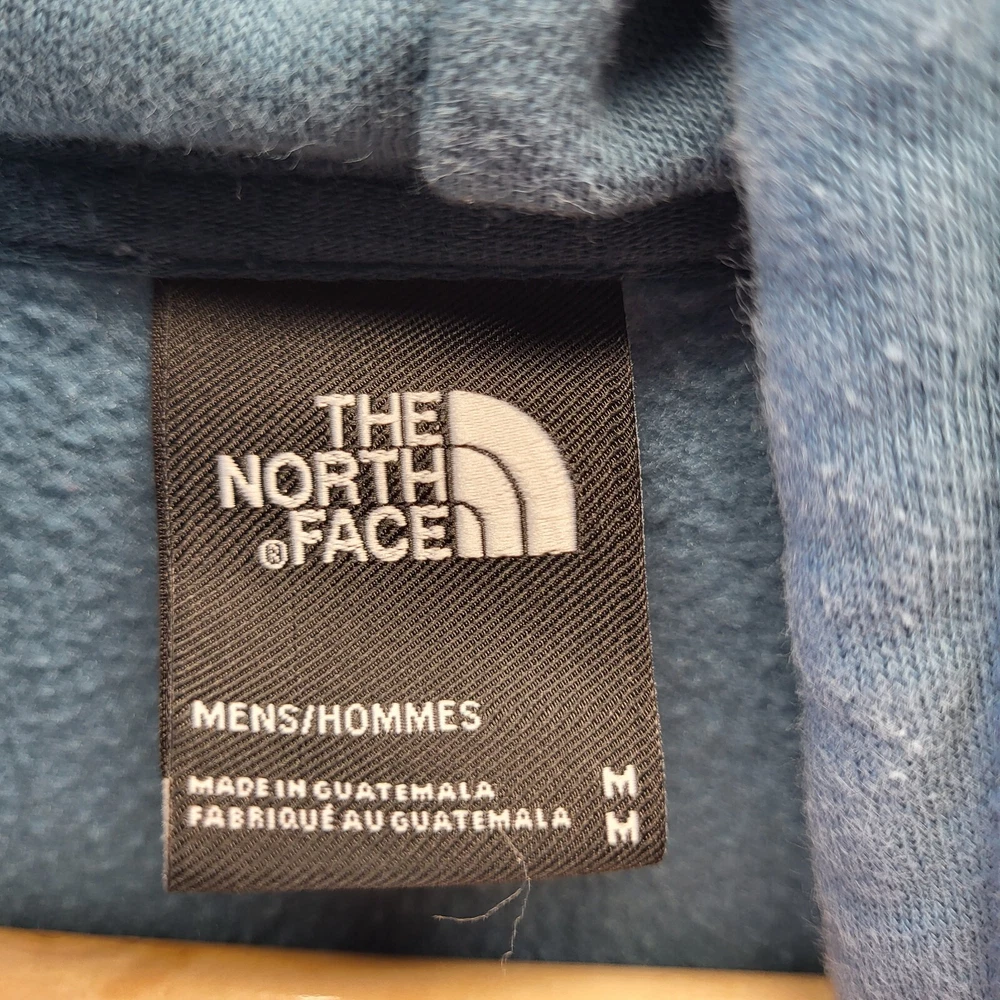 THE
NORTH
®FACE
MENS/HOMMES
MADE IN GUATEMALA M
FABRIQUÉ AU GUATEMALA M